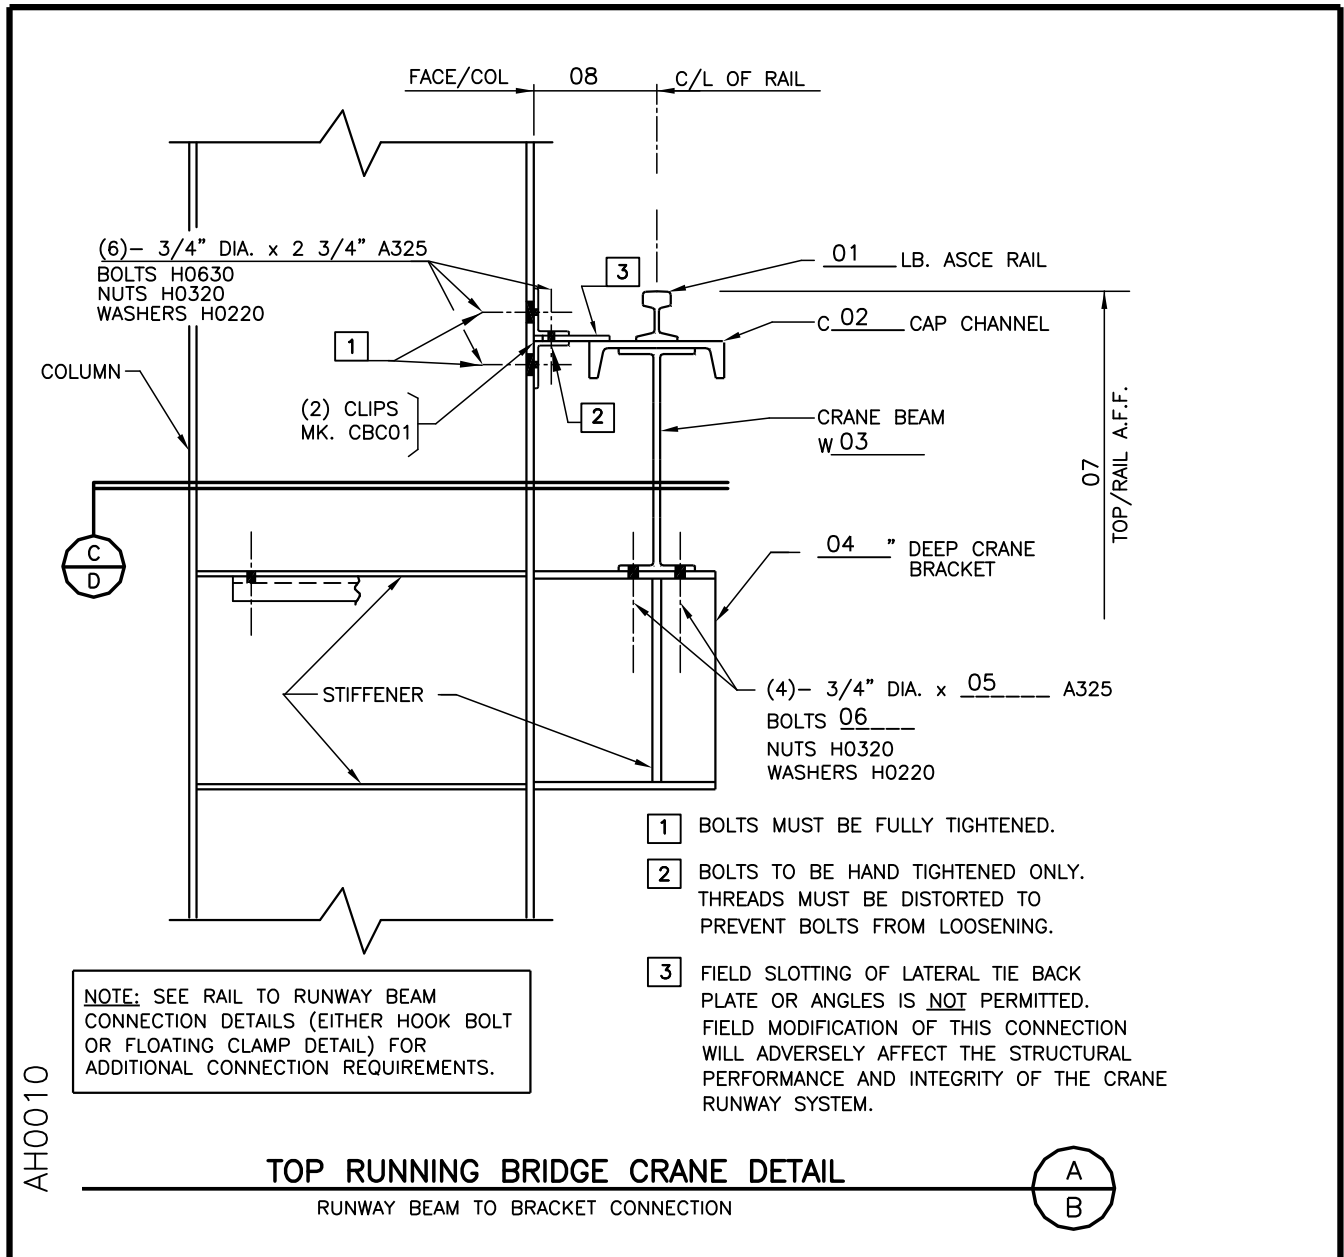 FACE/COL 08 C/L OF RAIL
(6)- 3/4" DIA. x 2 3/4" A325
BOLTS H0630
NUTS H0320
WASHERS H0220
3
01 LB. ASCE RAIL
C 02 CAP CHANNEL
1
COLUMN
(2) CLIPS
MK. CBC01
2
CRANE BEAM
W 03
07
TOP/RAIL A.F.F.
C
D
04 " DEEP CRANE
BRACKET
STIFFENER
(4)- 3/4" DIA. x 05 A325
BOLTS 06
NUTS H0320
WASHERS H0220
1 BOLTS MUST BE FULLY TIGHTENED.
2 BOLTS TO BE HAND TIGHTENED ONLY.
THREADS MUST BE DISTORTED TO
PREVENT BOLTS FROM LOOSENING.
3 FIELD SLOTTING OF LATERAL TIE BACK
PLATE OR ANGLES IS NOT PERMITTED.
FIELD MODIFICATION OF THIS CONNECTION
WILL ADVERSELY AFFECT THE STRUCTURAL
PERFORMANCE AND INTEGRITY OF THE CRANE
RUNWAY SYSTEM.
NOTE: SEE RAIL TO RUNWAY BEAM
CONNECTION DETAILS (EITHER HOOK BOLT
OR FLOATING CLAMP DETAIL) FOR
ADDITIONAL CONNECTION REQUIREMENTS.
AH0010
TOP RUNNING BRIDGE CRANE DETAIL
RUNWAY BEAM TO BRACKET CONNECTION
A
B